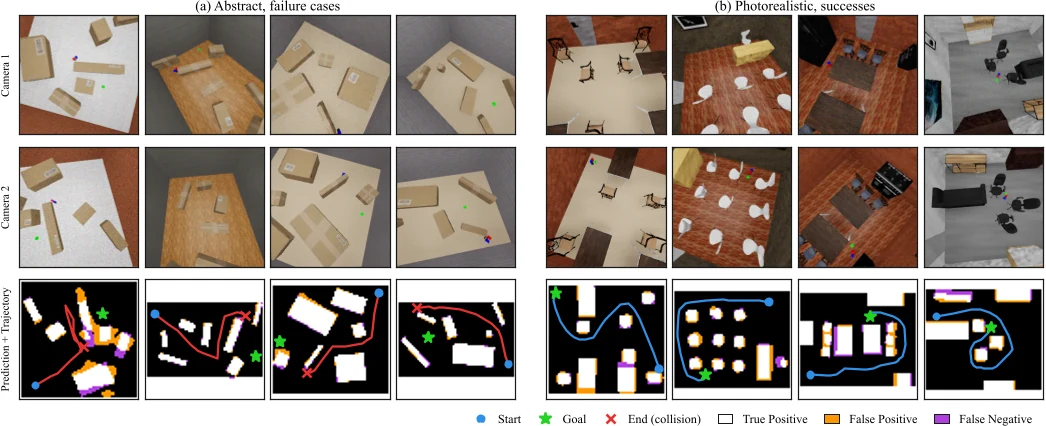 (a) Abstract, failure cases
(b) Photorealistic, successes
Camera 1
Camera 2
Prediction + Trajectory
Start
Goal
End (collision)
True Positive
False Positive
False Negative